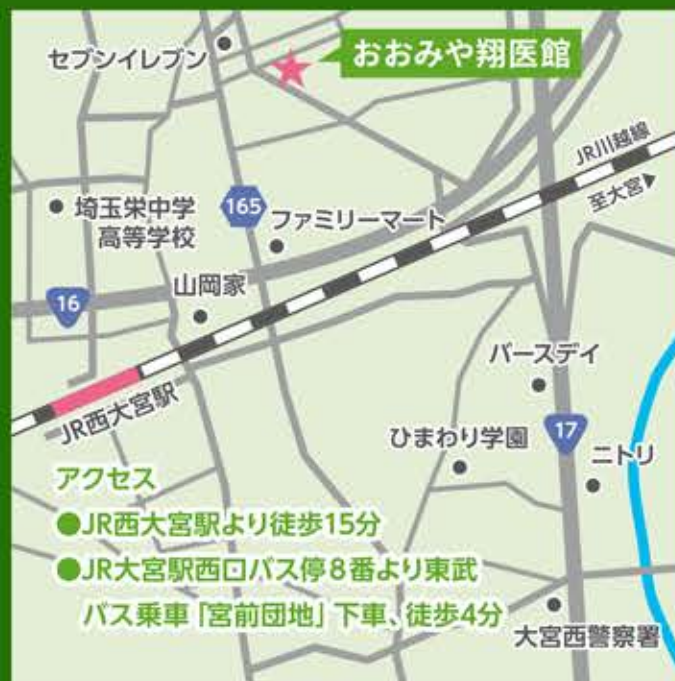 セブンイレブン
おおみや翔医館
JR川越線
至大宮▶
埼玉栄中学
高等学校
165
ファミリーマート
16
山岡家
JR西大宮駅
バースデイ
17
ひまわり学園
ニトリ
アクセス
●JR西大宮駅より徒歩15分
●JR大宮駅西口バス停8番より東武
バス乗車「宮前団地」下車、徒歩4分
大宮西警察署